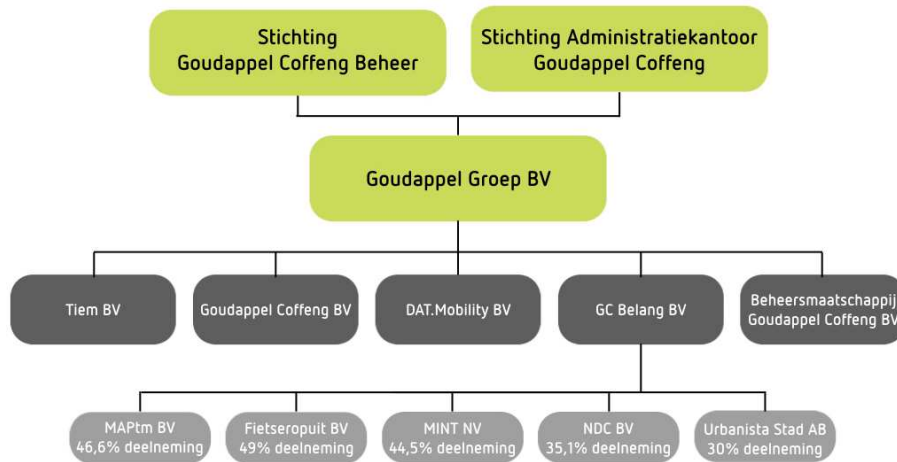 Stichting
Goudappel Coffeng Beheer
Stichting Administratiekantoor
Goudappel Coffeng
Goudappel Groep BV
Tiem BV
Goudappel Coffeng BV
DAT.Mobility BV
GC Belang BV
Beheersmaatschappij
Goudappel Coffeng BV
MAPtm BV
46,6% deelneming
Fietseropuit BV
49% deelneming
MINT NV
44,5% deelneming
NDC BV
35,1% deelneming
Urbanista Stad AB
30% deelneming